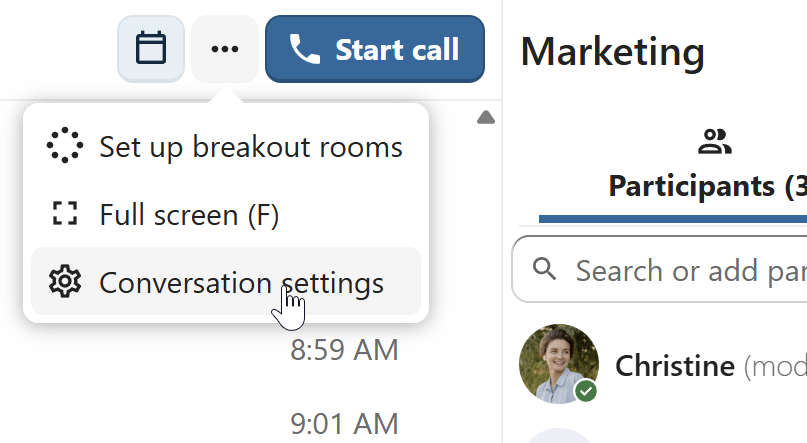 Start call
Marketing
Set up breakout rooms
Full screen (F)
Conversation settings
8:59 AM
9:01 AM
Participants (3
Search or add par
Christine (mod